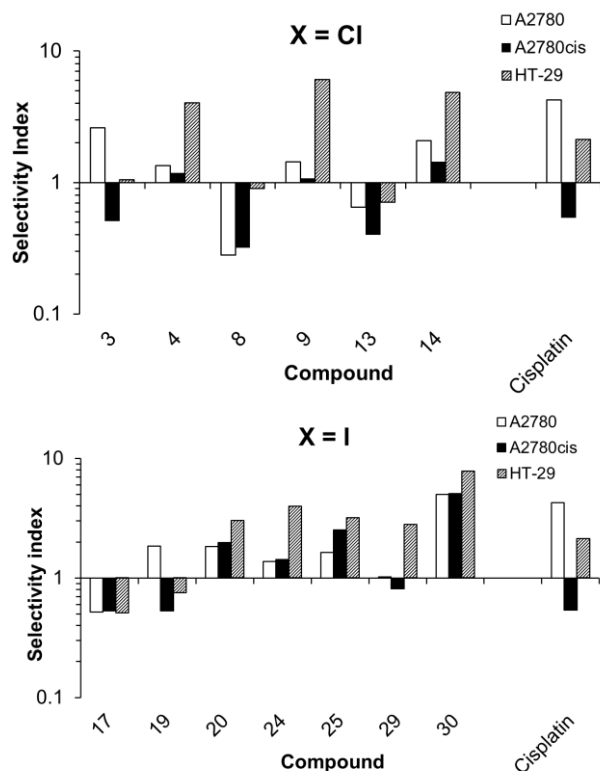 X = Cl
A2780
A2780cis
HT-29
Selectivity Index
10
1
0.1
3
4
8
9
13
14
Cisplatin
Compound
X = I
A2780
A2780cis
HT-29
Selectivity index
10
1
0.1
17
19
20
24
25
29
30
Cisplatin
Compound